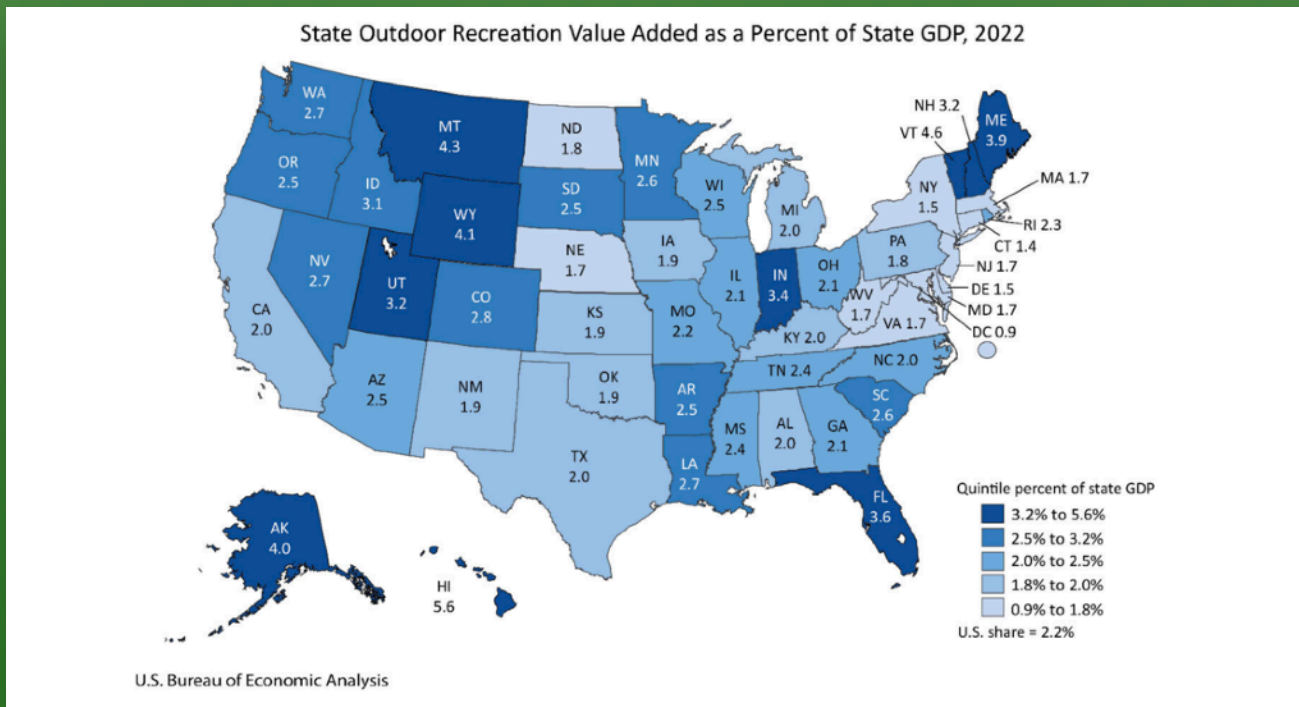 State Outdoor Recreation Value Added as a Percent of State GDP, 2022
WA
2.7
OR
2.5
ID
3.1
MT
4.3
WY
4.1
NV
2.7
UT
3.2
CA
2.0
AZ
2.5
CO
2.8
NM
1.9
ND
1.8
SD
2.5
NE
1.7
KS
1.9
OK
1.9
TX
2.0
MN
2.6
IA
1.9
MO
2.2
AR
2.5
LA
2.7
WI
2.5
IL
2.1
MI
2.0
IN
3.4
OH
2.1
KY 2.0
TN 2.4
MS
2.4
AL
2.0
GA
2.1
FL
3.6
SC
2.6
NC 2.0
VA 1.7
WV
1.7
PA
1.8
NY
1.5
VT 4.6
NH 3.2
ME
3.9
MA 1.7
RI 2.3
CT 1.4
NJ 1.7
DE 1.5
MD 1.7
DC 0.9
AK
4.0
HI
5.6
Quintile percent of state GDP
3.2% to 5.6%
2.5% to 3.2%
2.0% to 2.5%
1.8% to 2.0%
0.9% to 1.8%
U.S. share = 2.2%
U.S. Bureau of Economic Analysis